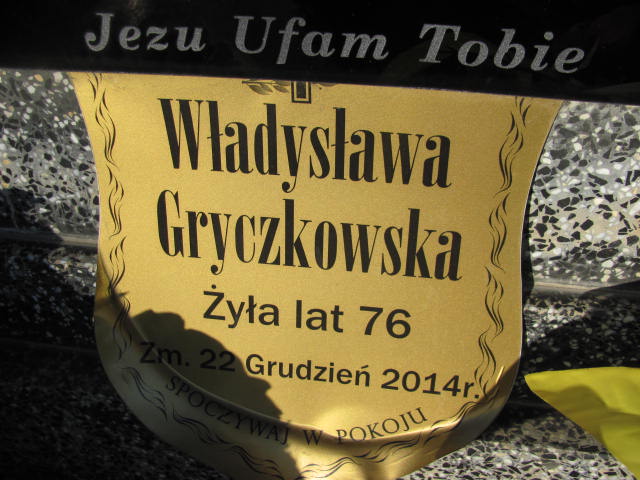 Jezu Ufam Tobie
Władysława
Gryczkowska
Żyła lat 76
Zm. 22 Grudzień 2014r.
SPOCZYWAJ W POKOJU